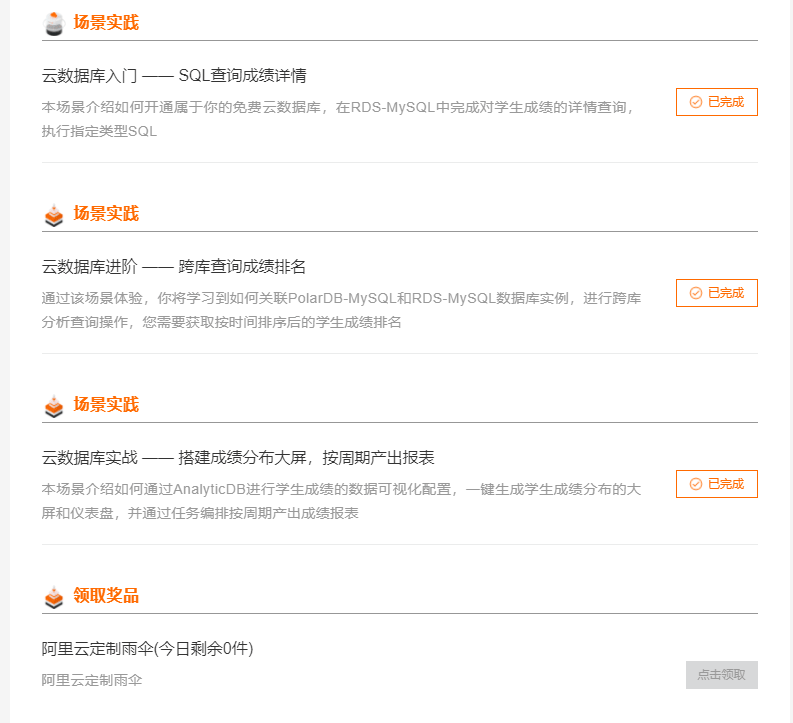 场景实践
云数据库入门 —— SQL查询成绩详情
本场景介绍如何开通属于你的免费云数据库，在RDS-MySQL中完成对学生成绩的详情查询，
执行指定类型SQL
已完成
场景实践
云数据库进阶 —— 跨库查询成绩排名
通过该场景体验，你将学习到如何关联PolarDB-MySQL和RDS-MySQL数据库实例，进行跨库
分析查询操作，您需要获取按时间排序后的学生成绩排名
已完成
场景实践
云数据库实战 —— 搭建成绩分布大屏，按周期产出报表
本场景介绍如何通过AnalyticDB进行学生成绩的数据可视化配置，一键生成学生成绩分布的大
屏和仪表盘，并通过任务编排按周期产出成绩报表
已完成
领取奖品
阿里云定制雨伞(今日剩余0件)
阿里云定制雨伞
点击领取